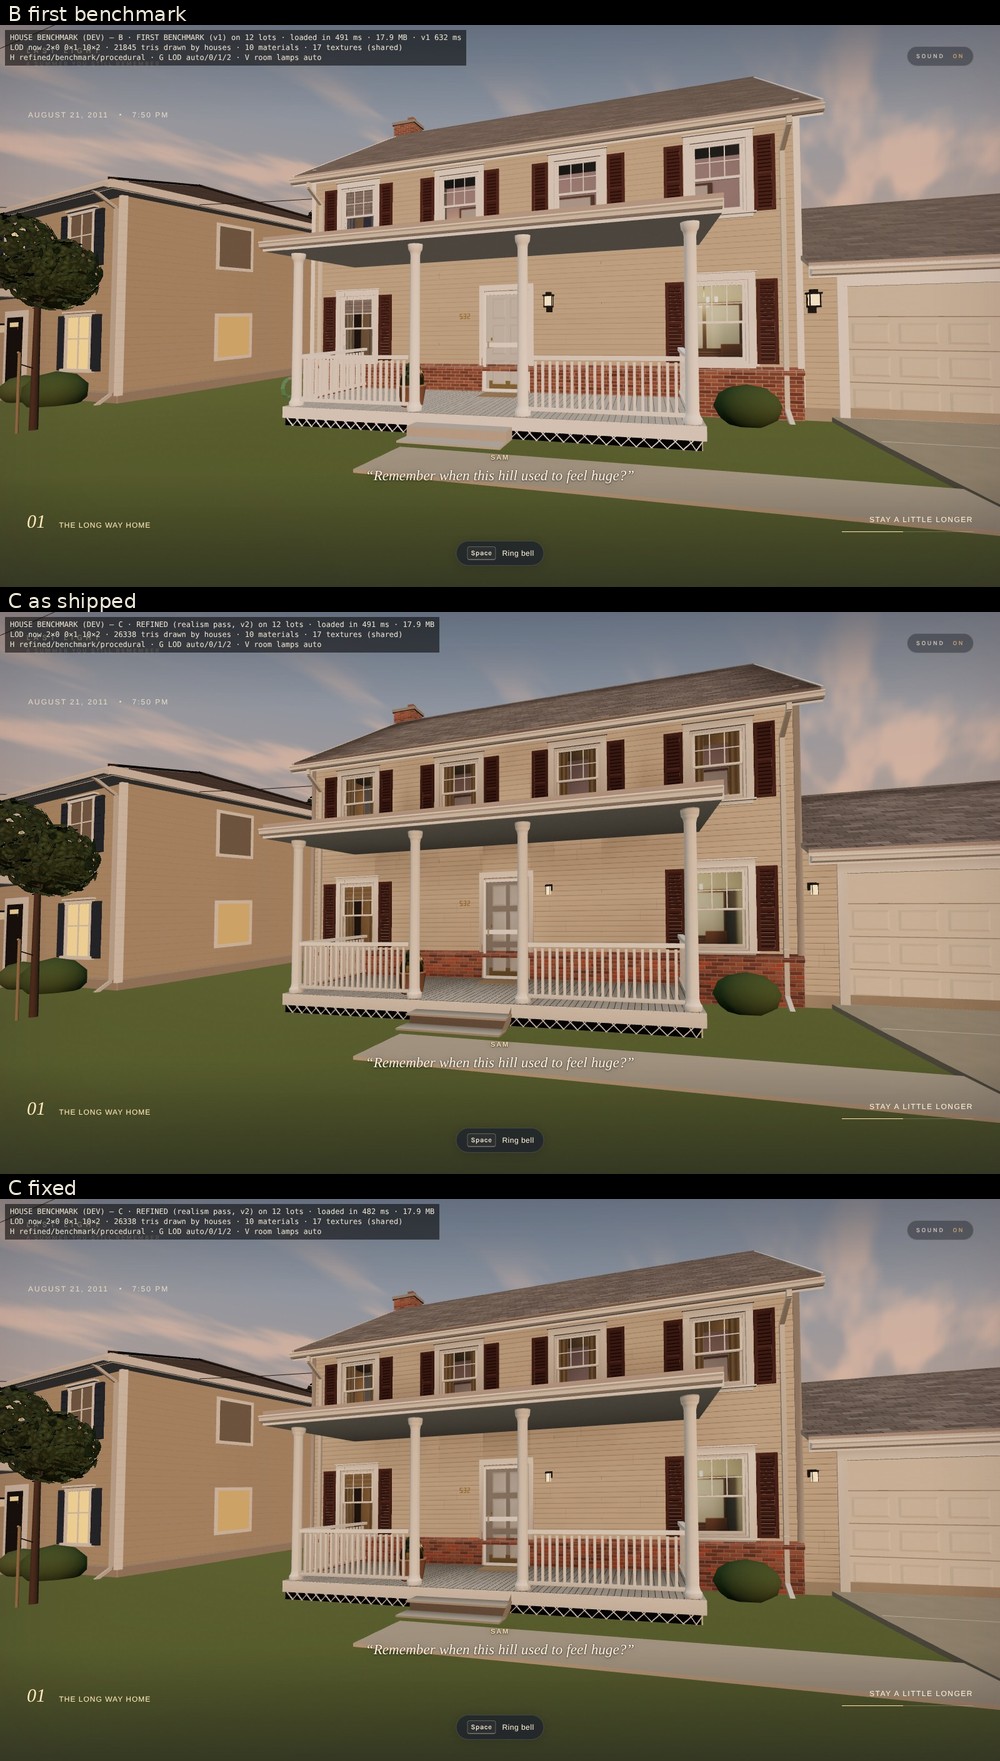 B first benchmark
HOUSE BENCHMARK (DEV) — B · FIRST BENCHMARK (v1) on 12 lots · loaded in 491 ms · 17.9 MB · v1 632 ms
LOD now 2×0 0×1 10×2 · 21845 tris drawn by houses · 10 materials · 17 textures (shared)
H refined/benchmark/procedural · G LOD auto/0/1/2 · V room lamps auto
SOUND ON
AUGUST 21, 2011 • 7:50 PM
532
SAM
“Remember when this hill used to feel huge?”
01 THE LONG WAY HOME
STAY A LITTLE LONGER
Space Ring bell
C as shipped
HOUSE BENCHMARK (DEV) — C · REFINED (realism pass, v2) on 12 lots · loaded in 491 ms · 17.9 MB
LOD now 2×0 0×1 10×2 · 26338 tris drawn by houses · 10 materials · 17 textures (shared)
H refined/benchmark/procedural · G LOD auto/0/1/2 · V room lamps auto
SOUND ON
AUGUST 21, 2011 • 7:50 PM
532
SAM
“Remember when this hill used to feel huge?”
01 THE LONG WAY HOME
STAY A LITTLE LONGER
Space Ring bell
C fixed
HOUSE BENCHMARK (DEV) — C · REFINED (realism pass, v2) on 12 lots · loaded in 482 ms · 17.9 MB
LOD now 2×0 0×1 10×2 · 26338 tris drawn by houses · 10 materials · 17 textures (shared)
H refined/benchmark/procedural · G LOD auto/0/1/2 · V room lamps auto
SOUND ON
AUGUST 21, 2011 • 7:50 PM
532
SAM
“Remember when this hill used to feel huge?”
01 THE LONG WAY HOME
STAY A LITTLE LONGER
Space Ring bell